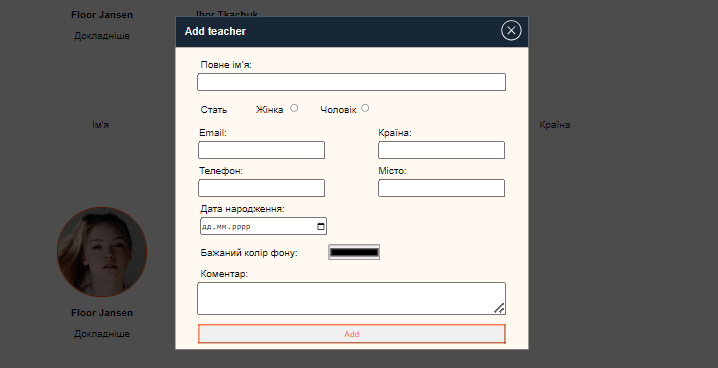 Floor Jansen Ihor Tkachuk
Докладніше
Add teacher
Повне ім'я:
Стать Жінка Чоловік
Email: Країна:
Телефон: Місто:
Дата народження:
дд.мм.рррр
Бажаний колір фону:
Коментар:
Add
Ім'я Країна
Floor Jansen
Докладніше